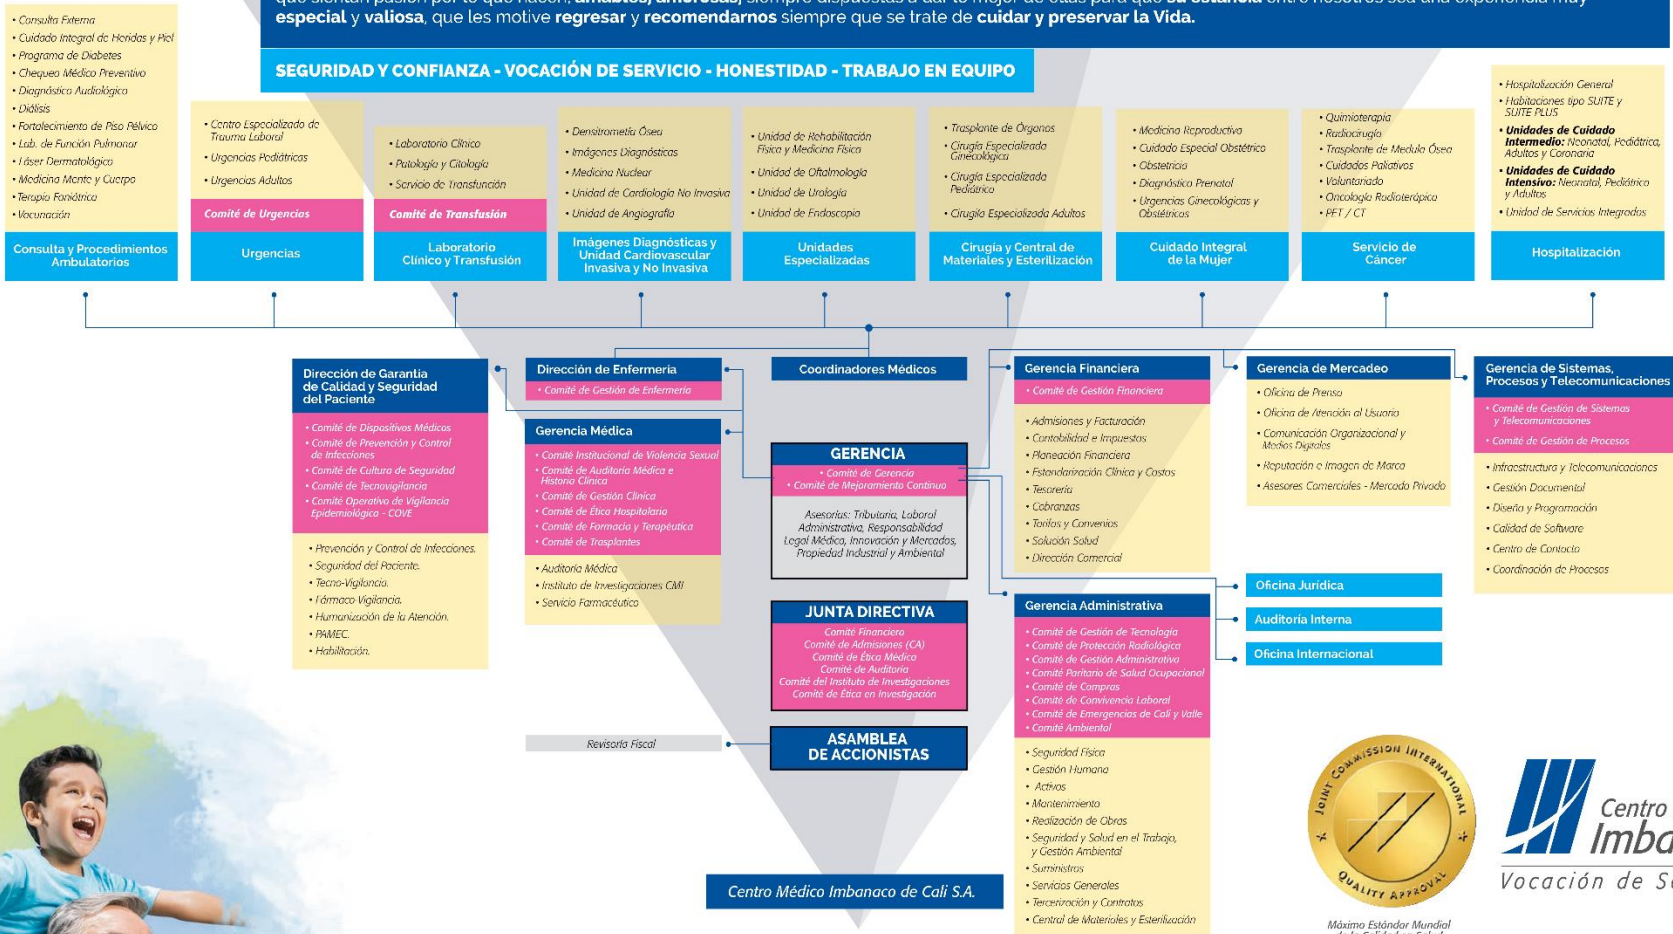 especial y valiosa, que les motive regresar y recomendarnos siempre que se trate de cuidar y preservar la Vida.
SEGURIDAD Y CONFIANZA - VOCACIÓN DE SERVICIO - HONESTIDAD - TRABAJO EN EQUIPO
• Consulta Externa
• Cuidado Integral de Heridas y Piel
• Programa de Diabetes
• Chequeo Médico Preventivo
• Diagnóstico Audiológico
• Diálisis
• Fortalecimiento de Piso Pélvico
• Lab. de Función Pulmonar
• Láser Dermatológico
• Medicina Mente y Cuerpo
• Terapia Foniátrica
• Vacunación
Consulta y Procedimientos
Ambulatorios
• Centro Especializado de
Trauma Laboral
• Urgencias Pediátricas
• Urgencias Adultos
Comité de Urgencias
Urgencias
• Laboratorio Clínico
• Patología y Citología
• Servicio de Transfunción
Comité de Transfusión
Laboratorio
Clínico y Transfusión
• Densitrometía Ósea
• Imágenes Diagnósticas
• Medicina Nuclear
• Unidad de Cardiología No Invasiva
• Unidad de Angiografía
Imágenes Diagnósticas y
Unidad Cardiovascular
Invasiva y No Invasiva
• Unidad de Rehabilitación
Física y Medicina Física
• Unidad de Oftalmología
• Unidad de Urología
• Unidad de Endoscopia
Unidades
Especializadas
• Trasplante de Órganos
• Cirugía Especializada
Ginecológica
• Cirugía Especializada
Pediátrica
• Cirugíia Especializada Adultos
Cirugía y Central de
Materiales y Esterilización
• Medicina Reproductiva
• Cuidado Especial Obstétrico
• Obstetricia
• Diagnóstico Prenatal
• Urgencias Ginecológicas y
Obstétricas
Cuidado Integral
de la Mujer
• Quimioterapia
• Radiocirugía
• Trasplante de Medula Ósea
• Cuidados Paliativos
• Voluntariado
• Oncología Radioterápica
• PET / CT
Servicio de
Cáncer
• Hospitalización General
• Habitaciones tipo SUITE y
SUITE PLUS
• Unidades de Cuidado
Intermedio: Neonatal, Pediátrica,
Adultos y Coronaria
• Unidades de Cuidado
Intensivo: Neonatal, Pediátrico
y Adultos
• Unidad de Servicios Integrados
Hospitalización
Dirección de Garantía
de Calidad y Seguridad
del Paciente
• Comité de Dispositivos Médicos
• Comité de Prevención y Control
de Infecciones
• Comité de Cultura de Seguridad
• Comité de Tecnovigilancia
• Comité Operativo de Vigilancia
Epidemiológica - COVE
• Prevención y Control de Infecciones.
• Seguridad del Paciente.
• Tecno-Vigilancia.
• Fármaco-Vigilancia.
• Humanización de la Atención.
• PAMEC.
• Habilitación.
Dirección de Enfermería
• Comité de Gestión de Enfermería
Gerencia Médica
• Comité Institucional de Violencia Sexual
• Comité de Auditoría Médica e
Historia Clínica
• Comité de Gestión Clínica
• Comité de Ética Hospitalaria
• Comité de Farmacia y Terapéutica
• Comité de Trasplantes
• Auditoría Médica
• Instituto de Investigaciones CMI
• Servicio Farmacéutico
Revisoría Fiscal
Coordinadores Médicos
GERENCIA
• Comité de Gerencia
• Comité de Mejoramiento Continuo
Asesorías: Tributaria, Laboral
Administrativa, Responsabilidad
Legal Médica, Innovación y Mercados,
Propiedad Industrial y Ambiental
JUNTA DIRECTIVA
Comité Financiero
Comité de Admisiones (CA)
Comité de Ética Médica
Comité de Auditoría
Comité del Instituto de Investigaciones
Comité de Ética en Investigación
ASAMBLEA
DE ACCIONISTAS
Centro Médico Imbanaco de Cali S.A.
Gerencia Financiera
• Comité de Gestión Financiera
• Admisiones y Facturación
• Contabilidad e Impuestos
• Planeación Financiera
• Estandarización Clínica y Costos
• Tesorería
• Cobranzas
• Tarifas y Convenios
• Solución Salud
• Dirección Comercial
Gerencia Administrativa
• Comité de Gestión de Tecnología
• Comité de Protección Radiológica
• Comité de Gestión Administrativa
• Comité Paritario de Salud Ocupacional
• Comité de Compras
• Comité de Convivencia Laboral
• Comité de Emergencias de Cali y Valle
• Comité Ambiental
• Seguridad Física
• Gestión Humana
• Activos
• Mantenimiento
• Realización de Obras
• Seguridad y Salud en el Trabajo,
y Gestión Ambiental
• Suministros
• Servicios Generales
• Tercerización y Contratos
• Central de Materiales y Esterilización
Gerencia de Mercadeo
• Oficina de Prensa
• Oficina de Atención al Usuario
• Comunicación Organizacional y
Medios Digitales
• Reputación e Imagen de Marca
• Asesores Comerciales - Mercado Privado
Oficina Jurídica
Auditoría Interna
Oficina Internacional
Gerencia de Sistemas,
Procesos y Telecomunicaciones
• Comité de Gestión de Sistemas
y Telecomunicaciones
• Comité de Gestión de Procesos
• Infraestructura y Telecomunicaciones
• Gestión Documental
• Diseño y Programación
• Calidad de Software
• Centro de Contacto
• Coordinación de Procesos
JOINT COMMISSION INTERNATIONAL
QUALITY APPROVAL
Máximo Estándar Mundial
Centro
Imba
Vocación de S